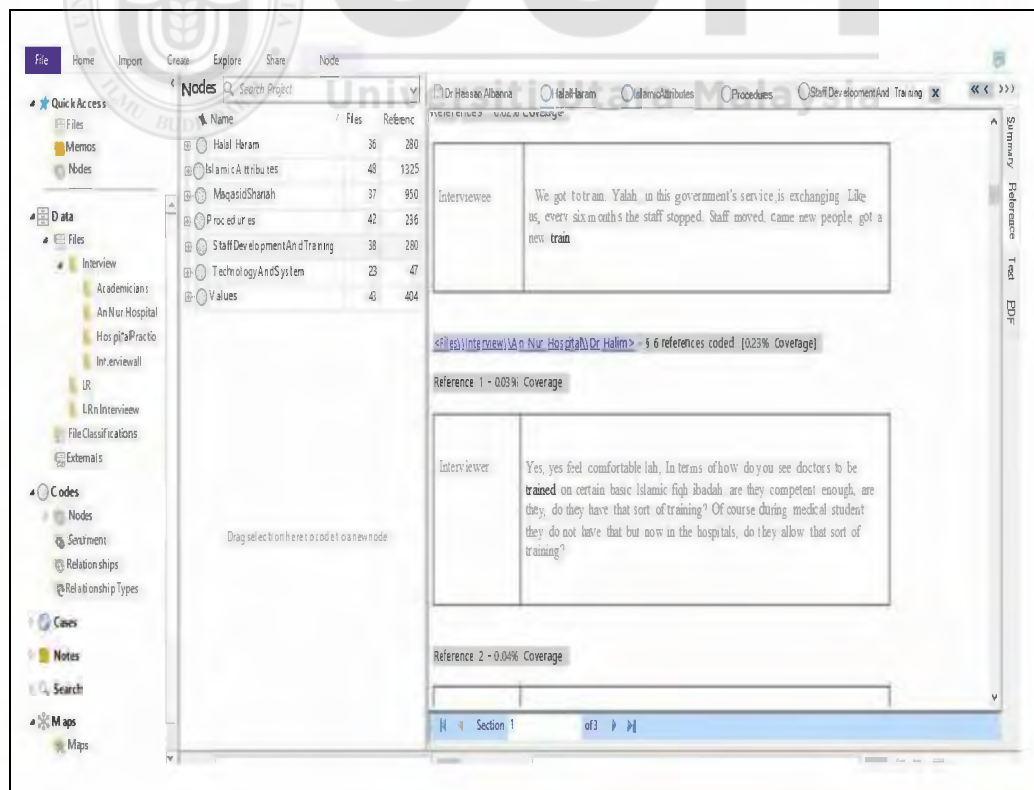 File Home Import Create Explore Share Node
Quick Access
Files
Memos
Nodes
Data
Files
Interview
Academicians
An Nur Hospital
HospitalPractio
Interviewall
LR
LRnInterview
File Classifications
Externals
Codes
Nodes
Sentiment
Relationships
Relationship Types
Cases
Notes
Search
Maps
Maps
Nodes Search Project
Name Files Referenc
Halal Haram 36 280
IslamicAttributes 48 1325
MaqasidShariah 37 950
Procedures 42 236
StaffDevelopmentAndTraining 38 280
TechnologyAndSystem 23 47
Values 43 404
Drag selection here to code to a new node
Universiti Utara Malaysia
Dr Hassan Albanna HalalHaram IslamicAttributes Procedures StaffDevelopmentAnd Training X
References 0.02% Coverage
Interviewee
We got to train. Yalah, in this government's service is exchanging. Like
us, every six months the staff stopped. Staff moved, came new people, got a
new train
<Files\\Interview\\An Nur Hospital\\Dr Halim> - § 6 references coded [0.23% Coverage]
Reference 1 - 0.03% Coverage
Interviewer
Yes, yes feel comfortable lah, In terms of how do you see doctors to be
trained on certain basic Islamic fiqh ibadah are they competent enough, are
they, do they have that sort of training? Of course during medical student
they do not have that but now in the hospitals, do they allow that sort of
training?
Reference 2 - 0.04% Coverage
Section 1 of 3
Summary
Reference
Text
PDF